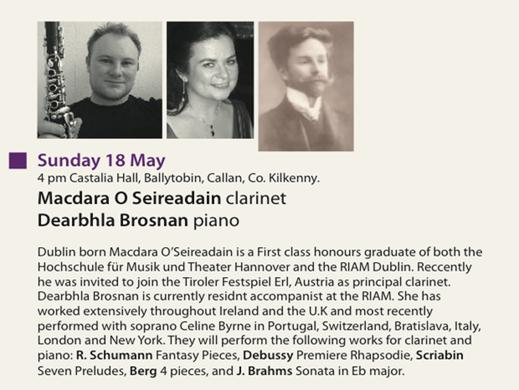 Sunday 18 May
4 pm Castalia Hall, Ballytobin, Callan, Co. Kilkenny.
Macdara O Seireadain clarinet
Dearbhla Brosnan piano
Dublin born Macdara O’Seireadain is a First class honours graduate of both the
Hochschule für Musik und Theater Hannover and the RIAM Dublin. Reccently
he was invited to join the Tiroler Festspiel Erl, Austria as principal clarinet.
Dearbhla Brosnan is currently residnt accompanist at the RIAM. She has
worked extensively throughout Ireland and the U.K and most recently
performed with soprano Celine Byrne in Portugal, Switzerland, Bratislava, Italy,
London and New York. They will perform the following works for clarinet and
piano: R. Schumann Fantasy Pieces, Debussy Premiere Rhapsodie, Scriabin
Seven Preludes, Berg 4 pieces, and J. Brahms Sonata in Eb major.